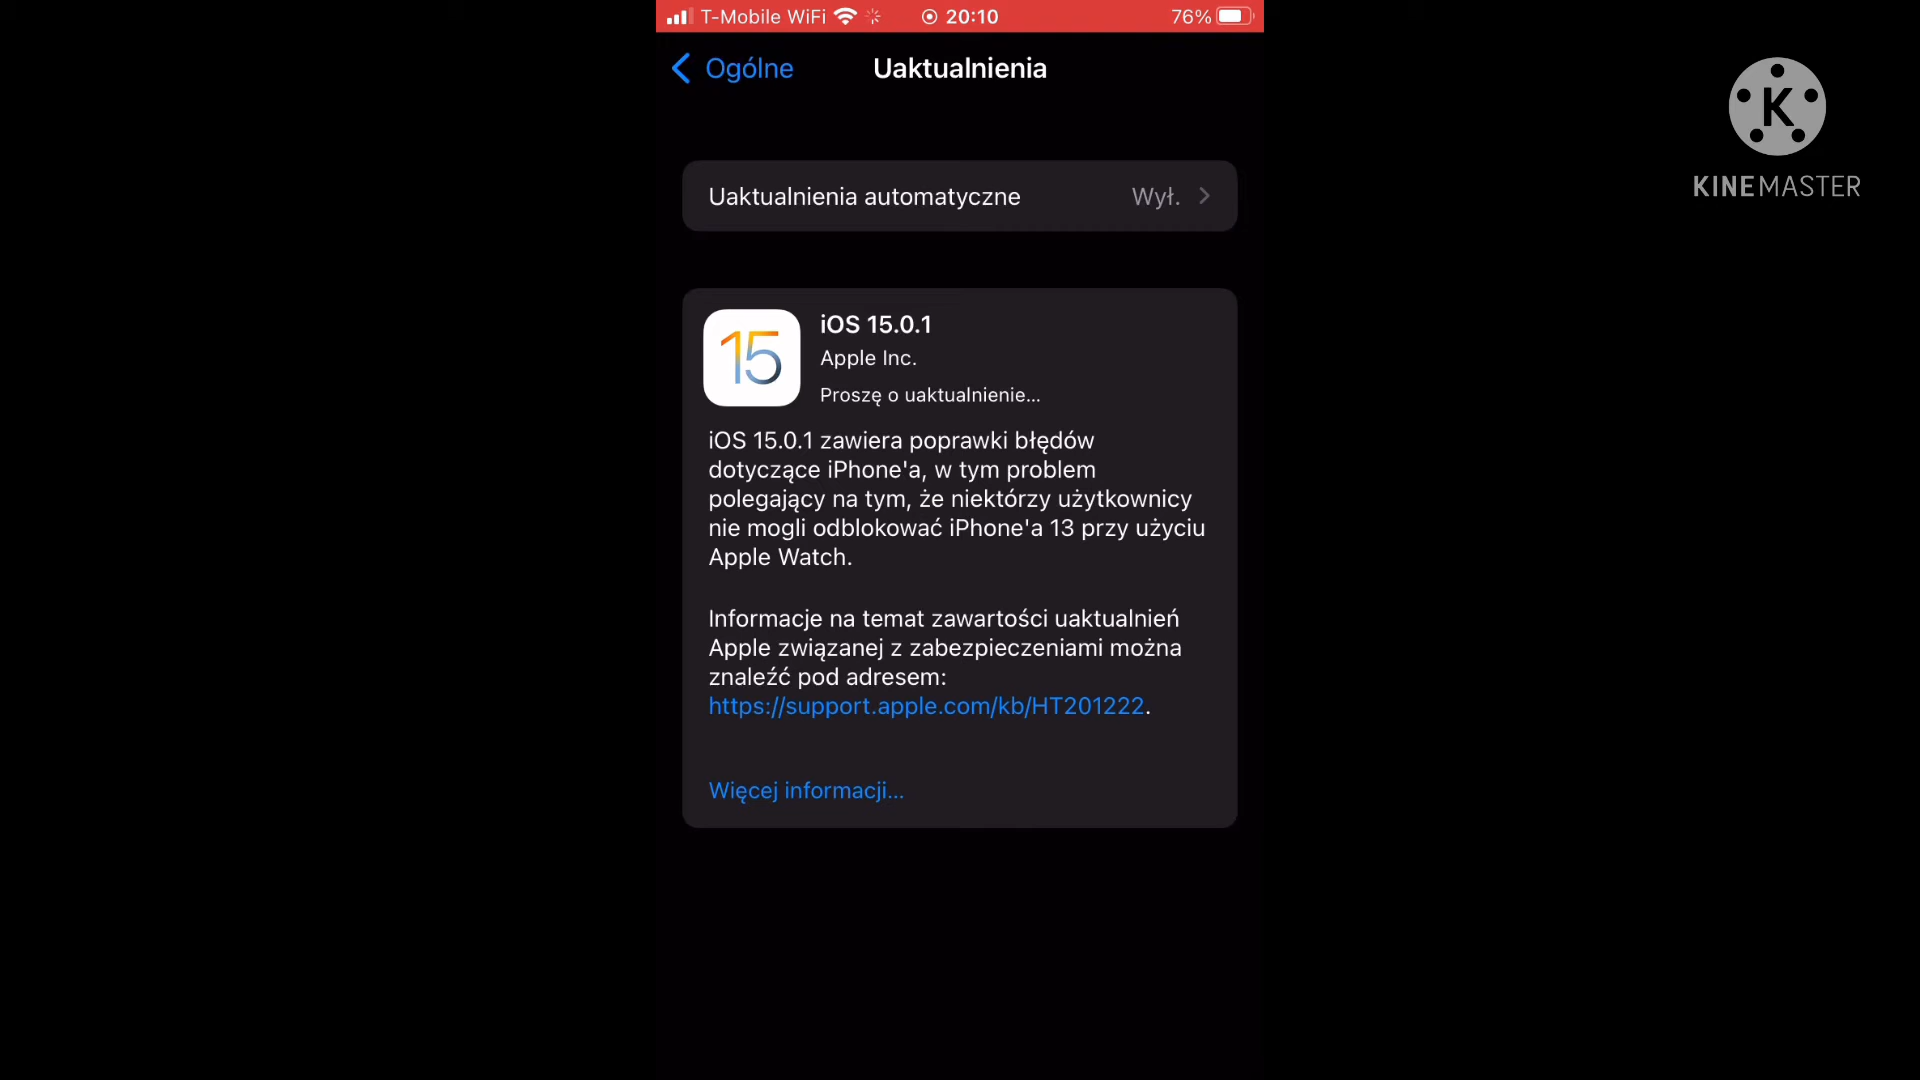 T-Mobile WiFi 20:10 76%
Ogólne Uaktualnienia
K
KINEMASTER
Uaktualnienia automatyczne Wył.
15
iOS 15.0.1
Apple Inc.
Proszę o uaktualnienie...
iOS 15.0.1 zawiera poprawki błędów
dotyczące iPhone'a, w tym problem
polegający na tym, że niektórzy użytkownicy
nie mogli odblokować iPhone'a 13 przy użyciu
Apple Watch.
Informacje na temat zawartości uaktualnień
Apple związanej z zabezpieczeniami można
znaleźć pod adresem:
https://support.apple.com/kb/HT201222.
Więcej informacji...